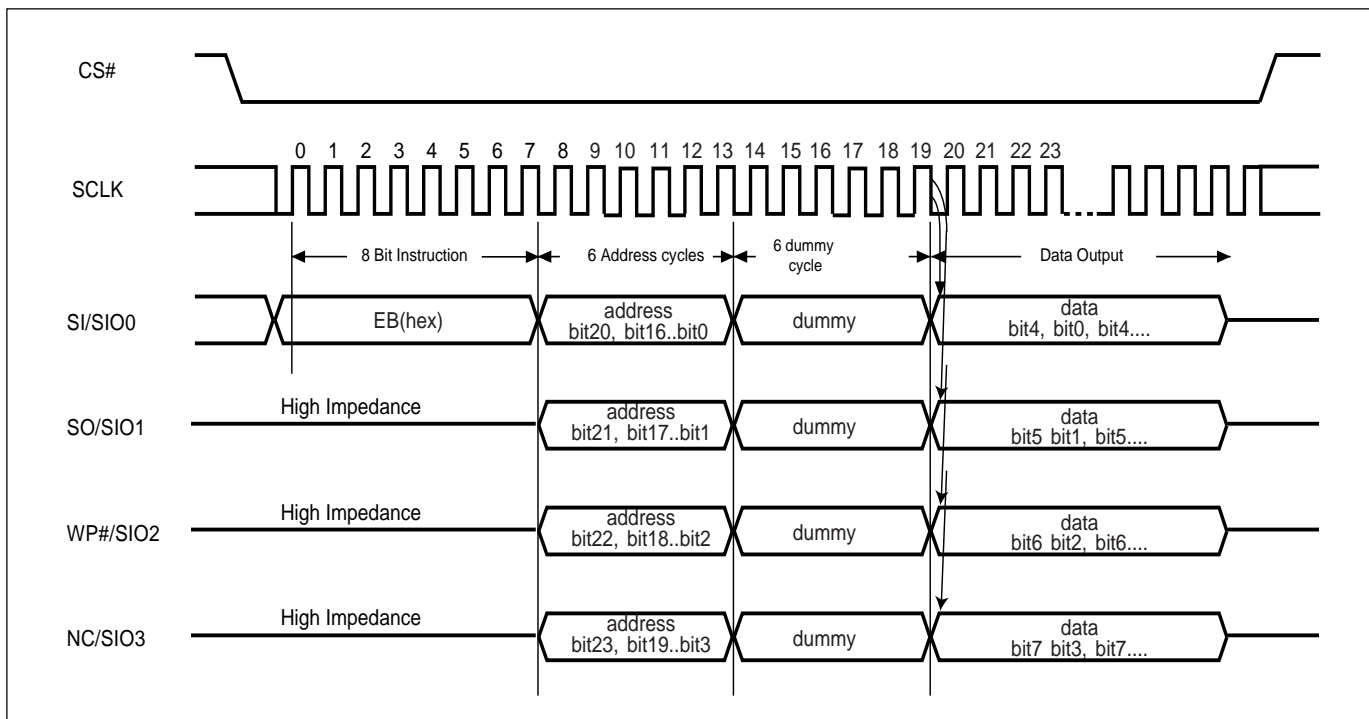 CS#
0 1 2 3 4 5 6 7 8 9 10 11 12 13 14 15 16 17 18 19 20 21 22 23
SCLK
8 Bit Instruction
6 Address cycles
6 dummy
cycle
Data Output
SI/SIO0
EB(hex)
address
bit20, bit16..bit0
dummy
data
bit4, bit0, bit4....
SO/SIO1
High Impedance
address
bit21, bit17..bit1
dummy
data
bit5 bit1, bit5....
WP#/SIO2
High Impedance
address
bit22, bit18..bit2
dummy
data
bit6 bit2, bit6....
NC/SIO3
High Impedance
address
bit23, bit19..bit3
dummy
data
bit7 bit3, bit7....